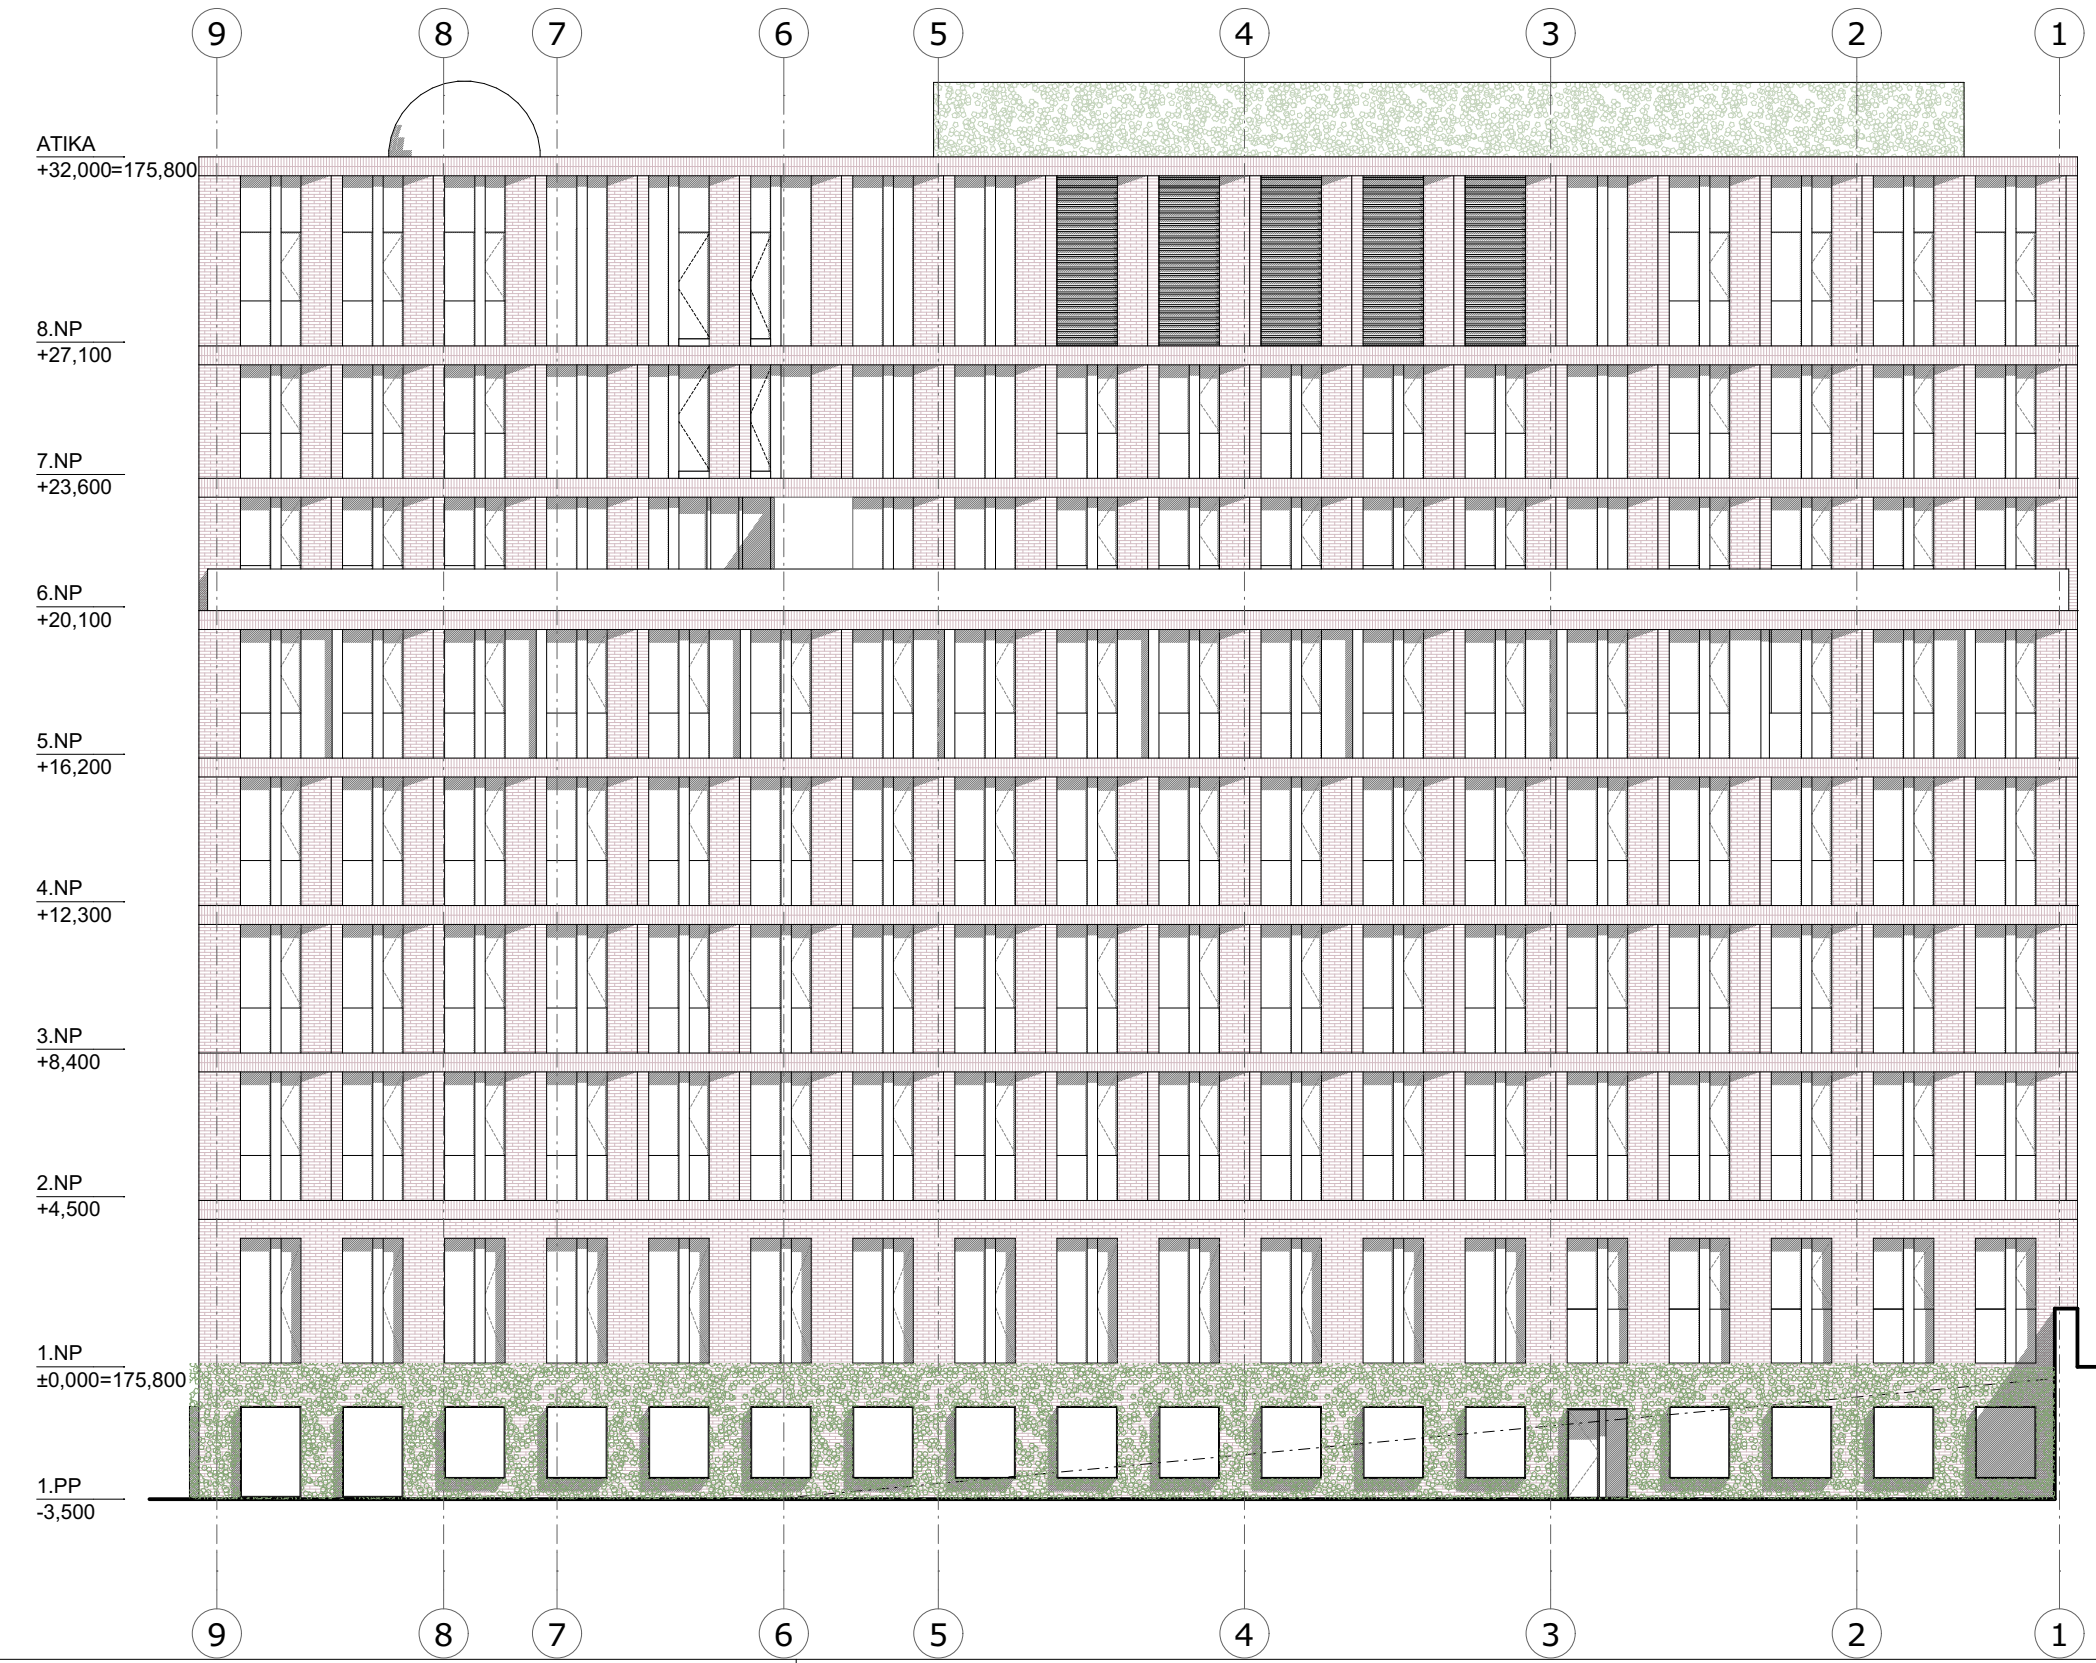 9 8 7 6 5 4 3 2 1
ATIKA
+32,000=175,800
8.NP
+27,100
7.NP
+23,600
6.NP
+20,100
5.NP
+16,200
4.NP
+12,300
3.NP
+8,400
2.NP
+4,500
1.NP
±0,000=175,800
1.PP
-3,500
9 8 7 6 5 4 3 2 1